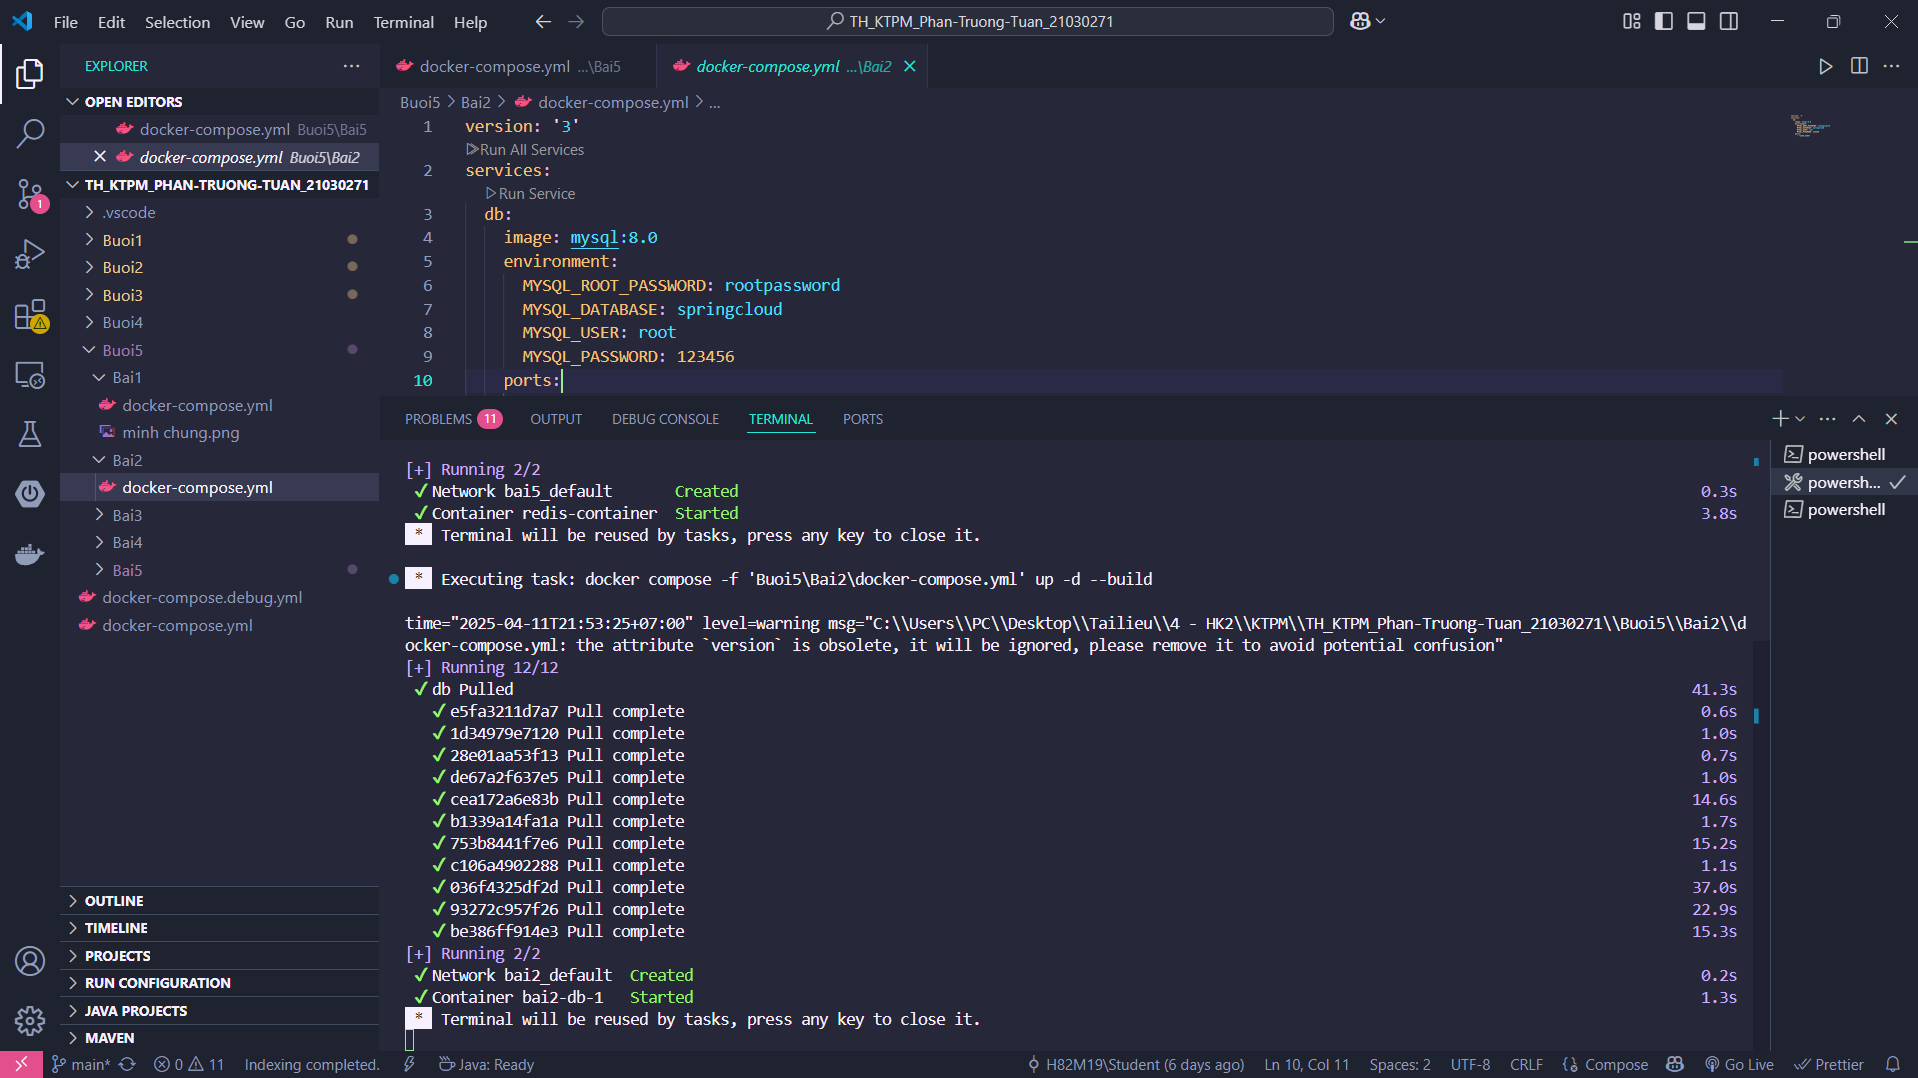 File Edit Selection View Go Run Terminal Help
TH_KTPM_Phan-Truong-Tuan_21030271
EXPLORER
OPEN EDITORS
docker-compose.yml Buoi5\Bai5
docker-compose.yml Buoi5\Bai2
TH_KTPM_PHAN-TRUONG-TUAN_21030271
.vscode
Buoi1
Buoi2
Buoi3
Buoi4
Buoi5
Bai1
docker-compose.yml
minh chung.png
Bai2
docker-compose.yml
Bai3
Bai4
Bai5
docker-compose.debug.yml
docker-compose.yml
OUTLINE
TIMELINE
PROJECTS
RUN CONFIGURATION
JAVA PROJECTS
MAVEN
1
docker-compose.yml ...\Bai5
docker-compose.yml ...\Bai2
Buoi5 > Bai2 > docker-compose.yml > ...
1 version: '3'
Run All Services
2 services:
Run Service
3 db:
4 image: mysql:8.0
5 environment:
6 MYSQL_ROOT_PASSWORD: rootpassword
7 MYSQL_DATABASE: springcloud
8 MYSQL_USER: root
9 MYSQL_PASSWORD: 123456
10 ports:
PROBLEMS 11 OUTPUT DEBUG CONSOLE TERMINAL PORTS
[+] Running 2/2
✔ Network bai5_default Created 0.3s
✔ Container redis-container Started 3.8s
* Terminal will be reused by tasks, press any key to close it.
* Executing task: docker compose -f 'Buoi5\Bai2\docker-compose.yml' up -d --build
time="2025-04-11T21:53:25+07:00" level=warning msg="C:\\Users\\PC\\Desktop\\Tailieu\\4 - HK2\\KTPM\\TH_KTPM_Phan-Truong-Tuan_21030271\\Buoi5\\Bai2\\d
ocker-compose.yml: the attribute `version` is obsolete, it will be ignored, please remove it to avoid potential confusion"
[+] Running 12/12
✔ db Pulled 41.3s
✔ e5fa3211d7a7 Pull complete 0.6s
✔ 1d34979e7120 Pull complete 1.0s
✔ 28e01aa53f13 Pull complete 0.7s
✔ de67a2f637e5 Pull complete 1.0s
✔ cea172a6e83b Pull complete 14.6s
✔ b1339a14fa1a Pull complete 1.7s
✔ 753b8441f7e6 Pull complete 15.2s
✔ c106a4902288 Pull complete 1.1s
✔ 036f4325df2d Pull complete 37.0s
✔ 93272c957f26 Pull complete 22.9s
✔ be386ff914e3 Pull complete 15.3s
[+] Running 2/2
✔ Network bai2_default Created 0.2s
✔ Container bai2-db-1 Started 1.3s
* Terminal will be reused by tasks, press any key to close it.
powershell
powersh...
powershell
main* 0 11 Indexing completed. Java: Ready H82M19\Student (6 days ago) Ln 10, Col 11 Spaces: 2 UTF-8 CRLF Compose Go Live Prettier